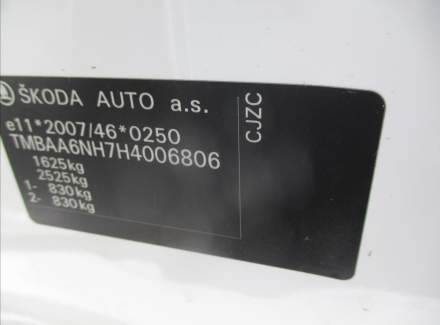 ŠKODA AUTO a.s.
e11*2007/46*0250
TMBAA6NH7H4006806
1625kg
2525kg
1- 830kg
2- 830kg
CJZC